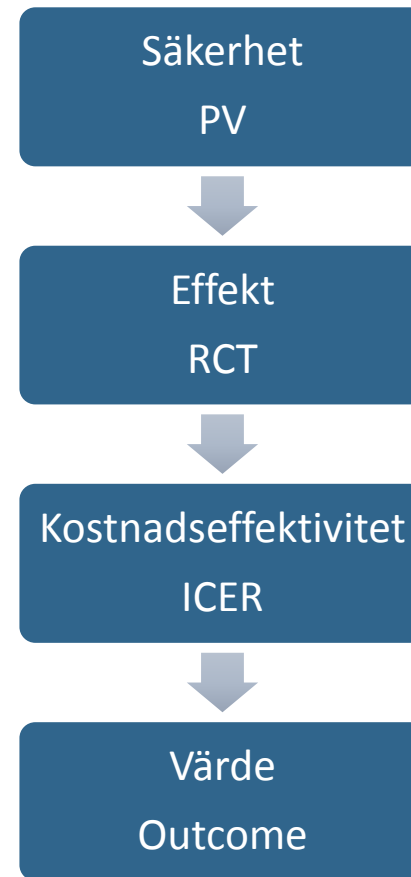 Säkerhet
PV
Effekt
RCT
Kostnadseffektivitet
ICER
Värde
Outcome